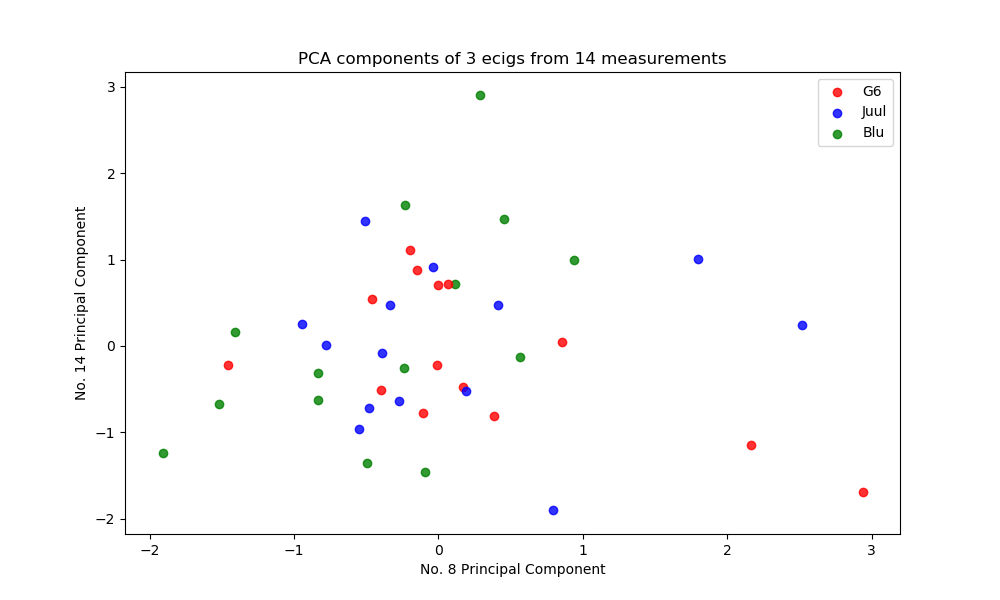 PCA components of 3 ecigs from 14 measurements
G6
Juul
Blu
3
2
1
0
−1
−2
No. 14 Principal Component
−2
−1
0
1
2
3
No. 8 Principal Component